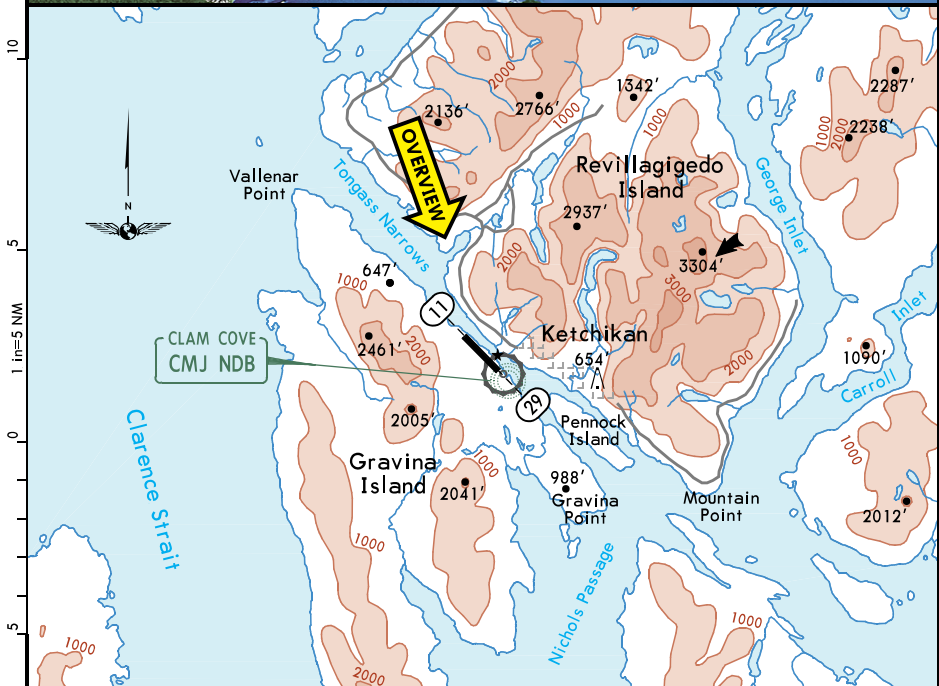 10
5
1 in=5 NM
0
5
N
2136'
2000
2766'
1342'
1000
1000
2287'
1000
2000
2238'
OVERVIEW
Revillagigedo
Island
Vallenar
Point
Tongass Narrows
George Inlet
2937'
2000
3304'
3000
647'
1000
11
Ketchikan
654'
2000
Inlet
Carroll
1090'
CLAM COVE
CMJ NDB
2461'
2000
29
2005'
Pennock
Island
Clarence Strait
Gravina
Island
1000
2041'
988'
Gravina
Point
Mountain
Point
1000
2012'
1000
Nichols Passage
1000
1000
2000